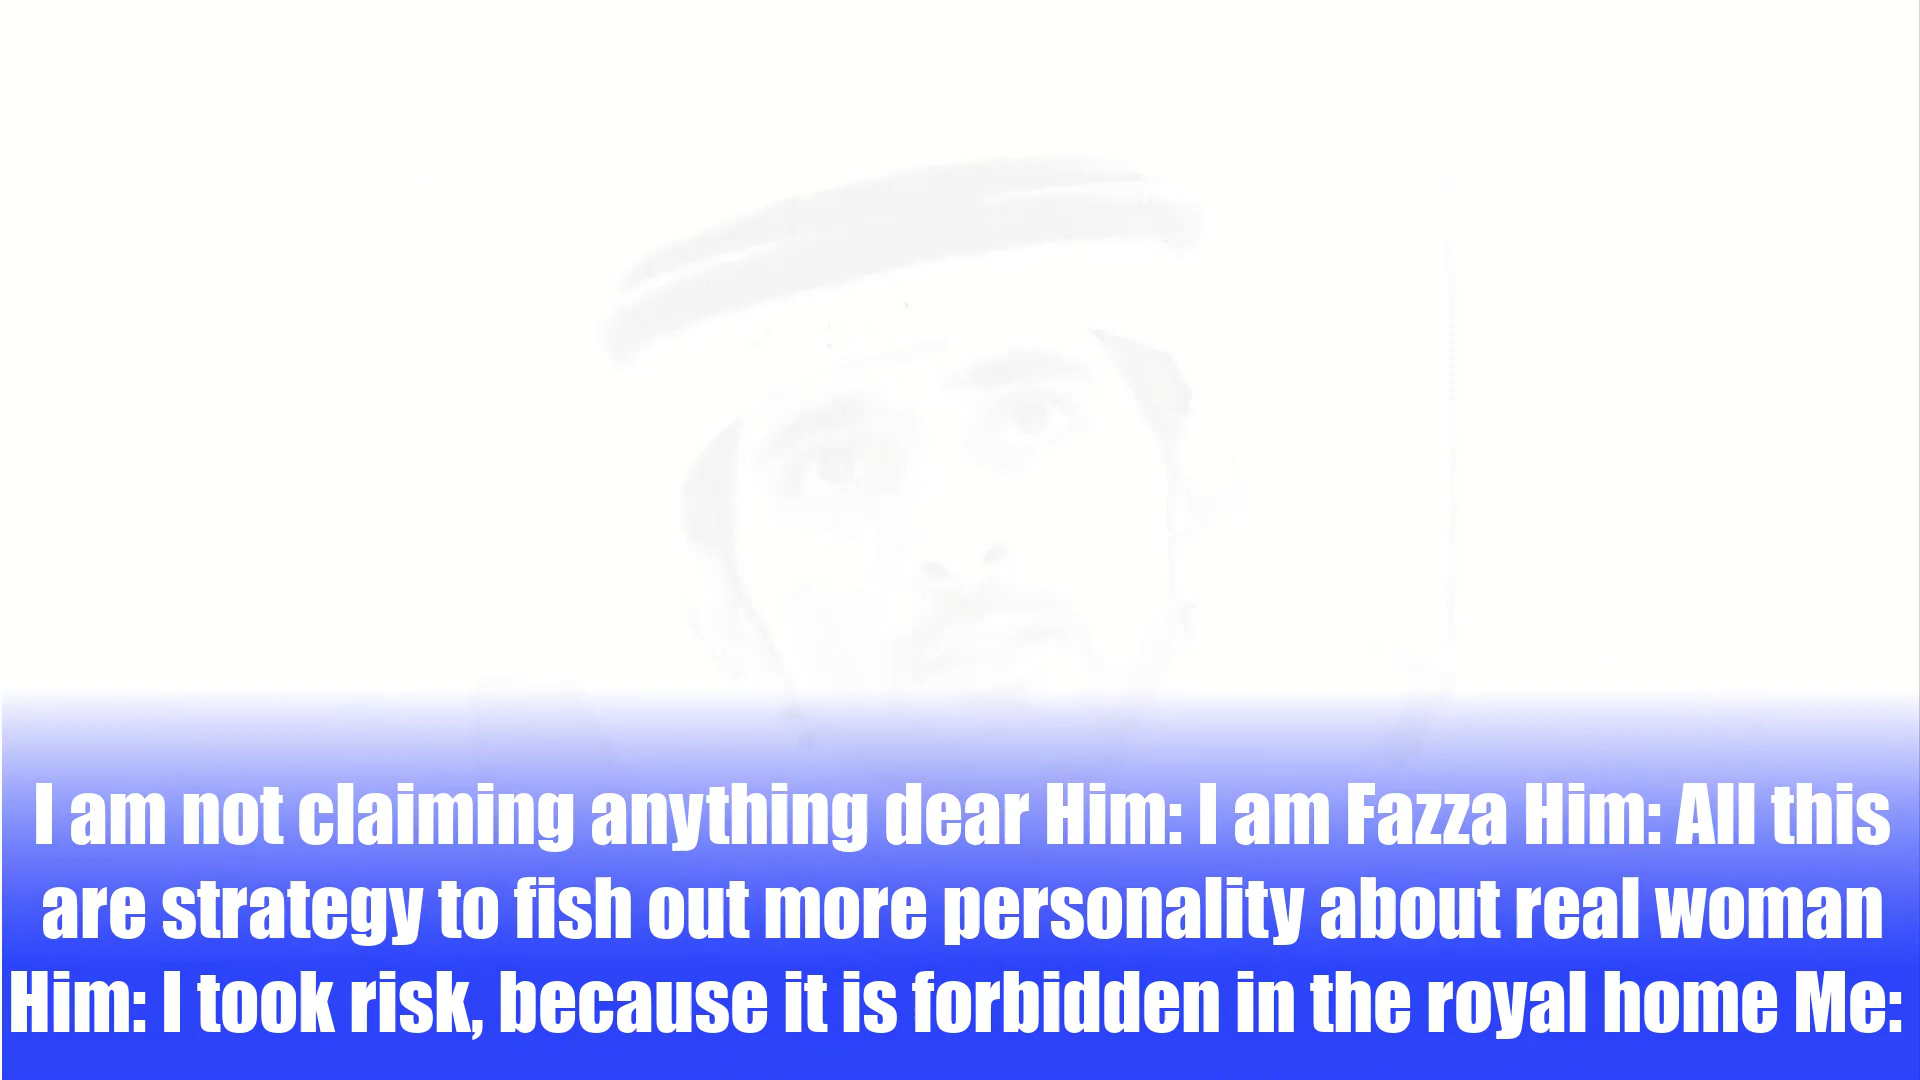 I am not claiming anything dear Him: I am Fazza Him: All this
are strategy to fish out more personality about real woman
Him: I took risk, because it is forbidden in the royal home Me: